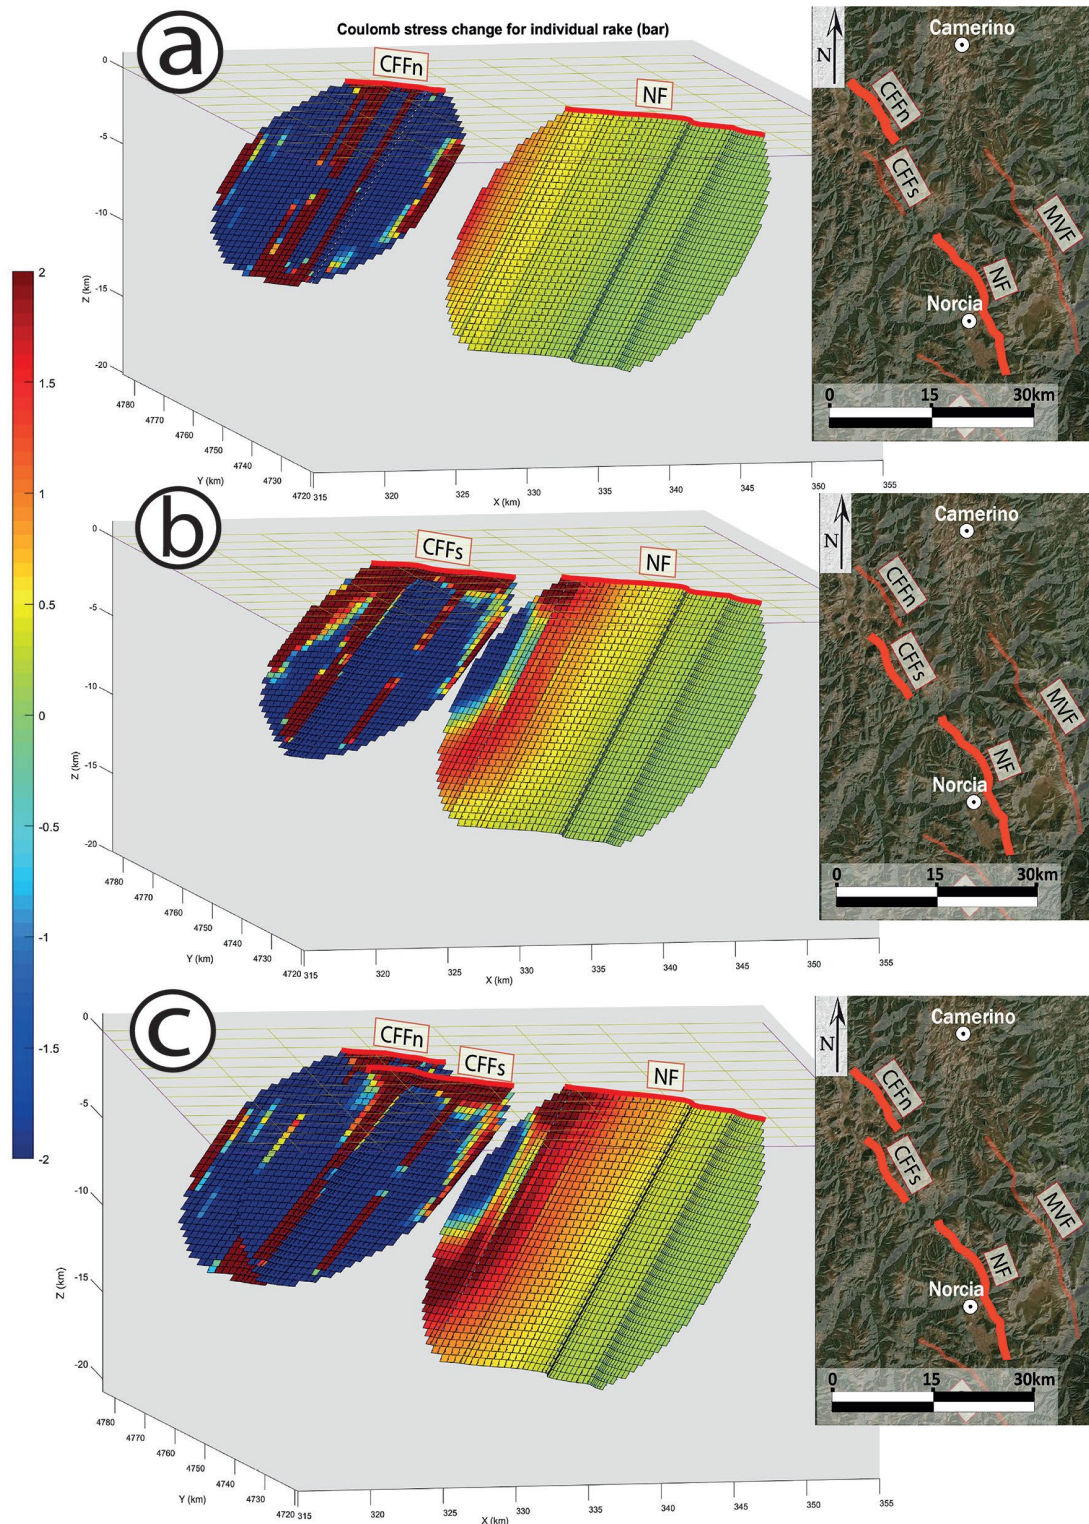 a
Coulomb stress change for individual rake (bar)
CFFn
NF
0
-5
-10
-15
-20
Z (km)
4780
4770
4760
4750
4740
4730
4720
Y (km)
315
320
325
330
335
340
345
350
355
X (km)
N
Camerino
CFFn
CFFs
MVF
NF
Norcia
0 15 30km
2
1.5
1
0.5
0
-0.5
-1
-1.5
-2
b
CFFs
NF
0
-5
-10
-15
-20
Z (km)
4780
4770
4760
4750
4740
4730
4720
Y (km)
315
320
325
330
335
340
345
350
355
X (km)
N
Camerino
CFFn
CFFs
MVF
NF
Norcia
0 15 30km
c
CFFn
CFFs
NF
0
-5
-10
-15
-20
Z (km)
4780
4770
4760
4750
4740
4730
4720
Y (km)
315
320
325
330
335
340
345
350
355
X (km)
N
Camerino
CFFn
CFFs
MVF
NF
Norcia
0 15 30km